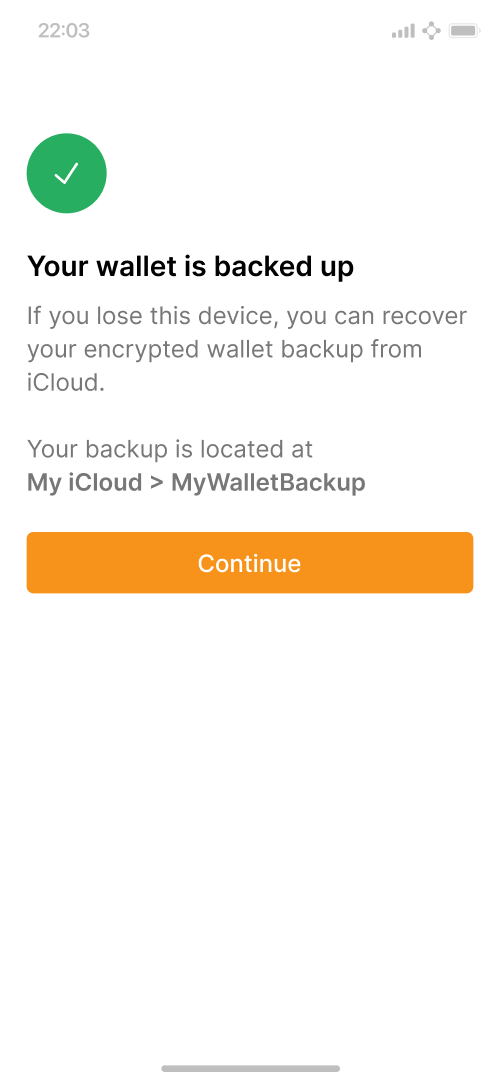 22:03
Your wallet is backed up
If you lose this device, you can recover
your encrypted wallet backup from
iCloud.
Your backup is located at
My iCloud > MyWalletBackup
Continue